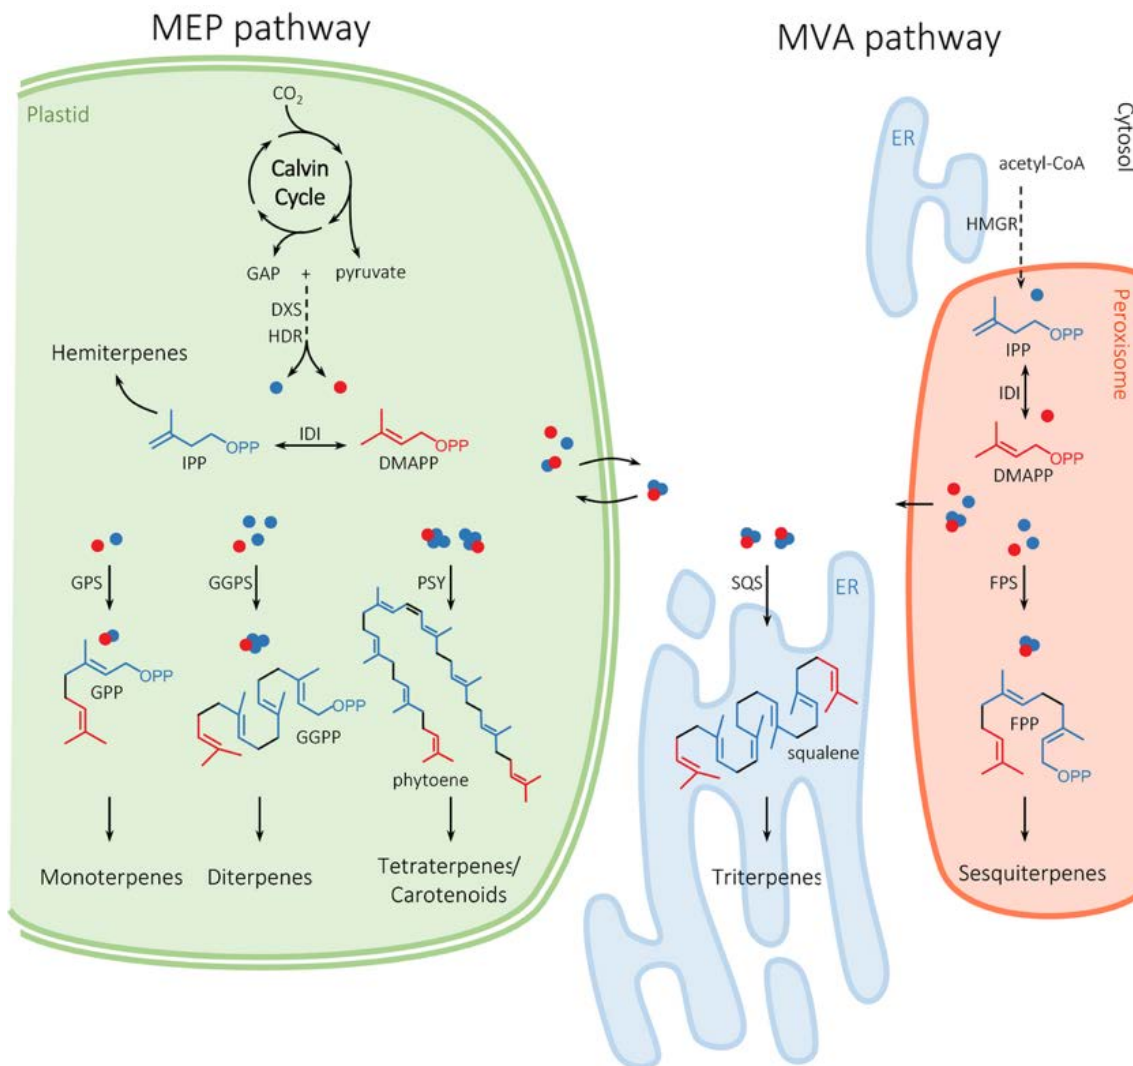 MEP pathway
MVA pathway
Plastid
CO2
Calvin
Cycle
GAP + pyruvate
DXS
HDR
Hemiterpenes
OPP
IPP
IDI
OPP
DMAPP
GPS
GGPS
PSY
OPP
GPP
OPP
GGPP
phytoene
Monoterpenes
Diterpenes
Tetraterpenes/
Carotenoids
ER
Cytosol
acetyl-CoA
HMGR
Peroxisome
OPP
IPP
IDI
OPP
DMAPP
SQS
ER
FPS
squalene
FPP
OPP
Triterpenes
Sesquiterpenes